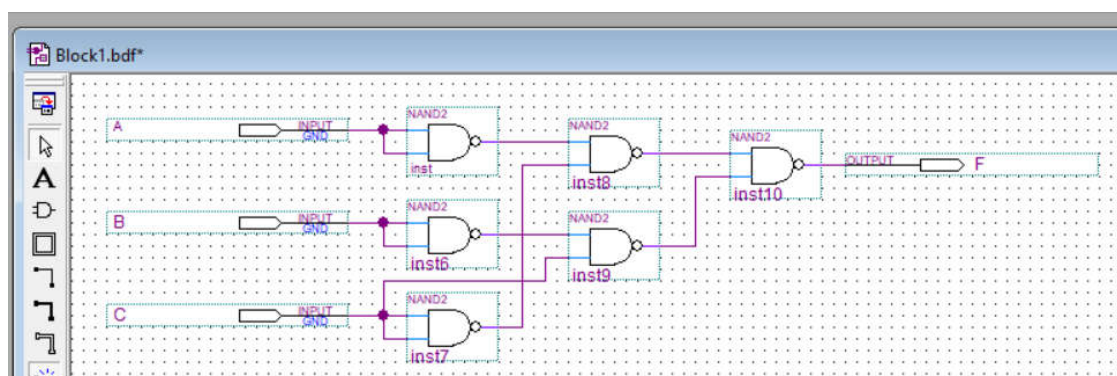 Block1.bdf*
A
INPUT
GND
NAND2
inst
NAND2
inst8
NAND2
inst10
OUTPUT
F
B
INPUT
GND
NAND2
inst6
NAND2
inst9
C
INPUT
GND
NAND2
inst7
A